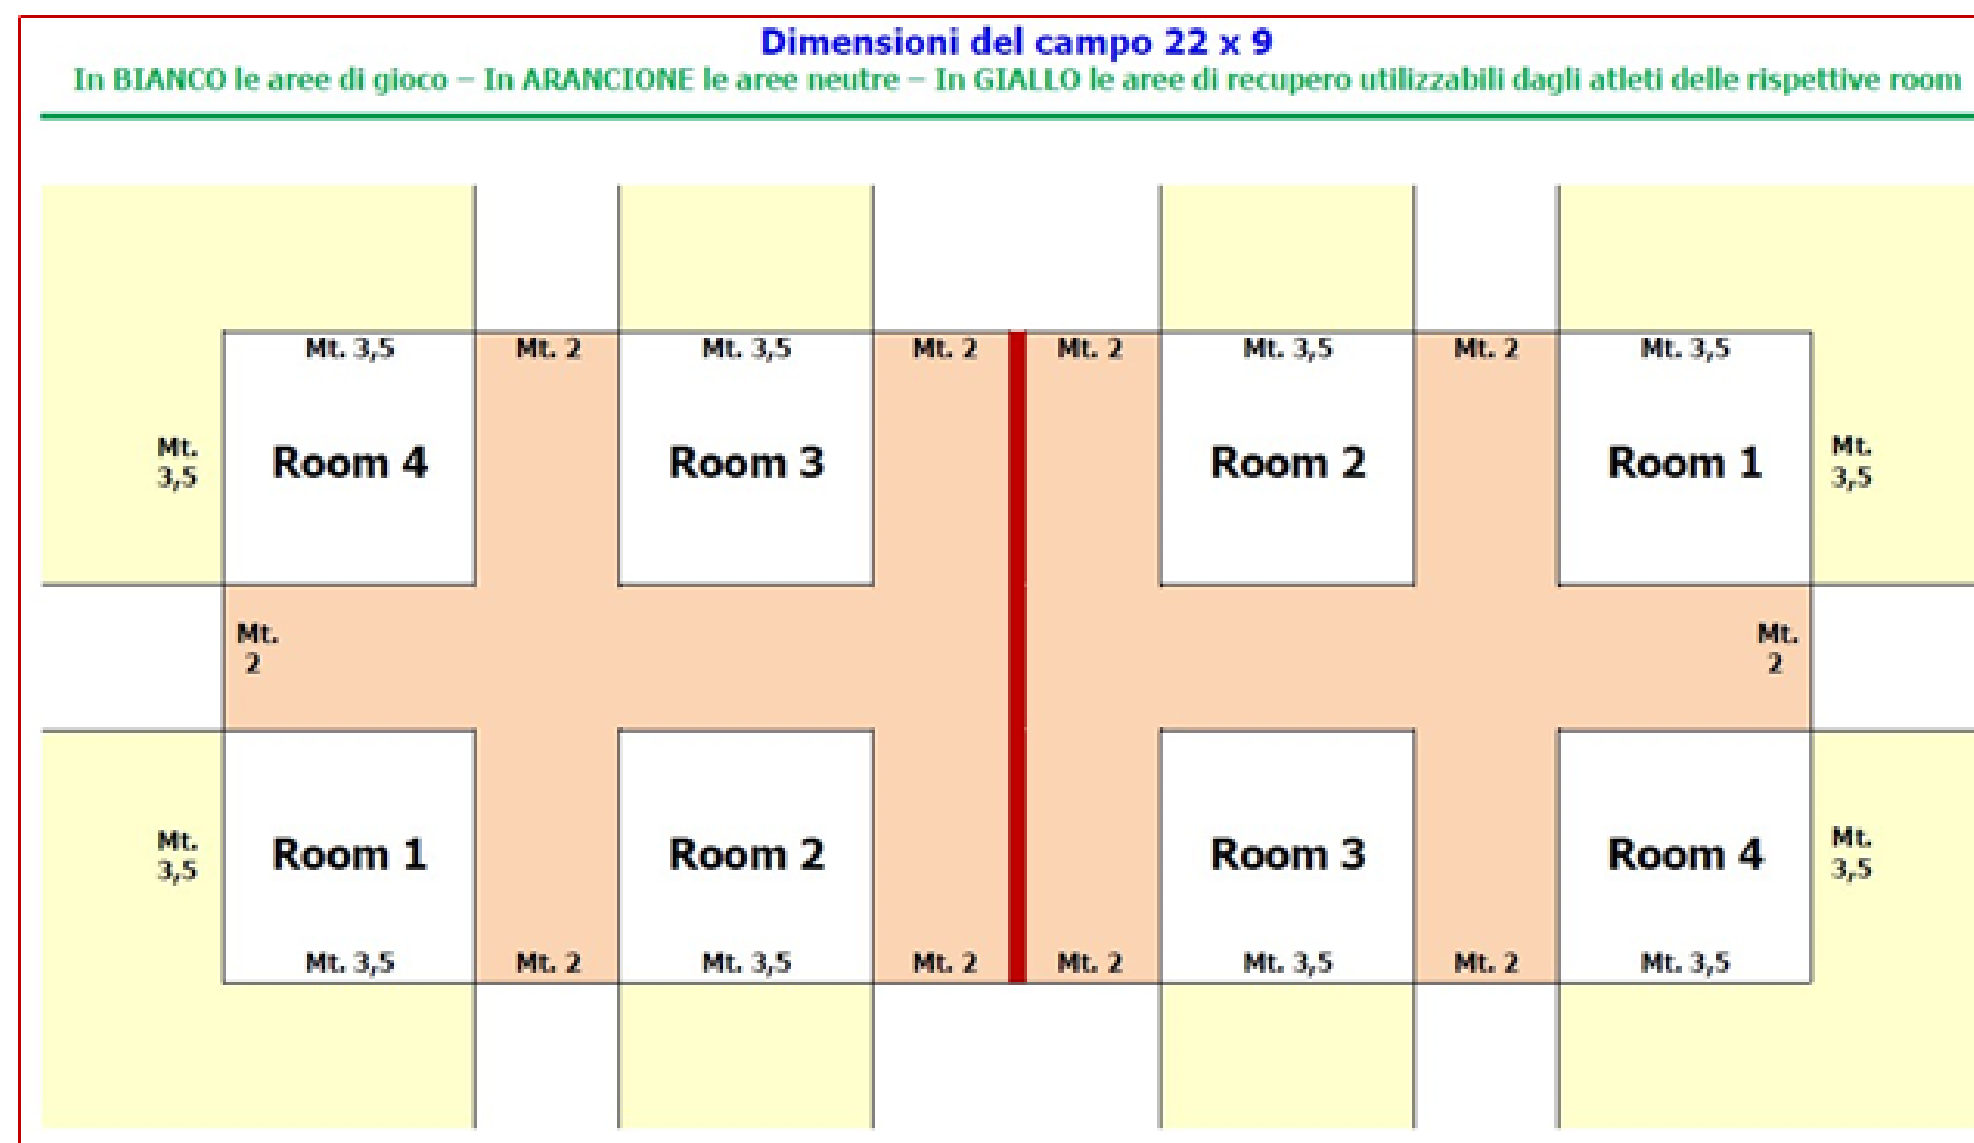 Dimensioni del campo 22 x 9
In BIANCO le aree di gioco – In ARANCIONE le aree neutre – In GIALLO le aree di recupero utilizzabili dagli atleti delle rispettive room
Mt. 3,5 Mt. 2 Mt. 3,5 Mt. 2 Mt. 2 Mt. 3,5 Mt. 2 Mt. 3,5
Mt.
3,5
Room 4 Room 3 Room 2 Room 1
Mt.
3,5
Mt.
2
Mt.
2
Mt.
3,5
Room 1 Room 2 Room 3 Room 4
Mt.
3,5
Mt. 3,5 Mt. 2 Mt. 3,5 Mt. 2 Mt. 2 Mt. 3,5 Mt. 2 Mt. 3,5